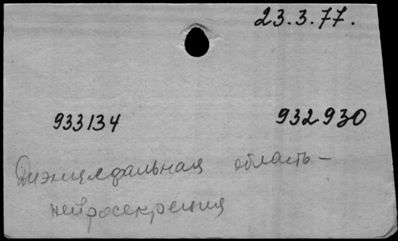 23.3.77.
933134 932930
Диэнцефальная область –
нейросекреция